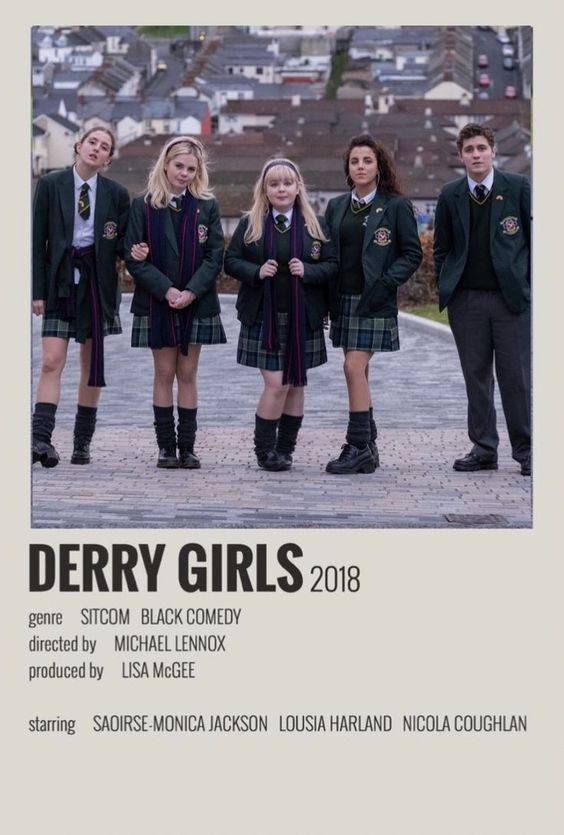 DERRY GIRLS 2018
genre SITCOM BLACK COMEDY
directed by MICHAEL LENNOX
produced by LISA McGEE
starring SAOIRSE-MONICA JACKSON LOUSIA HARLAND NICOLA COUGHLAN